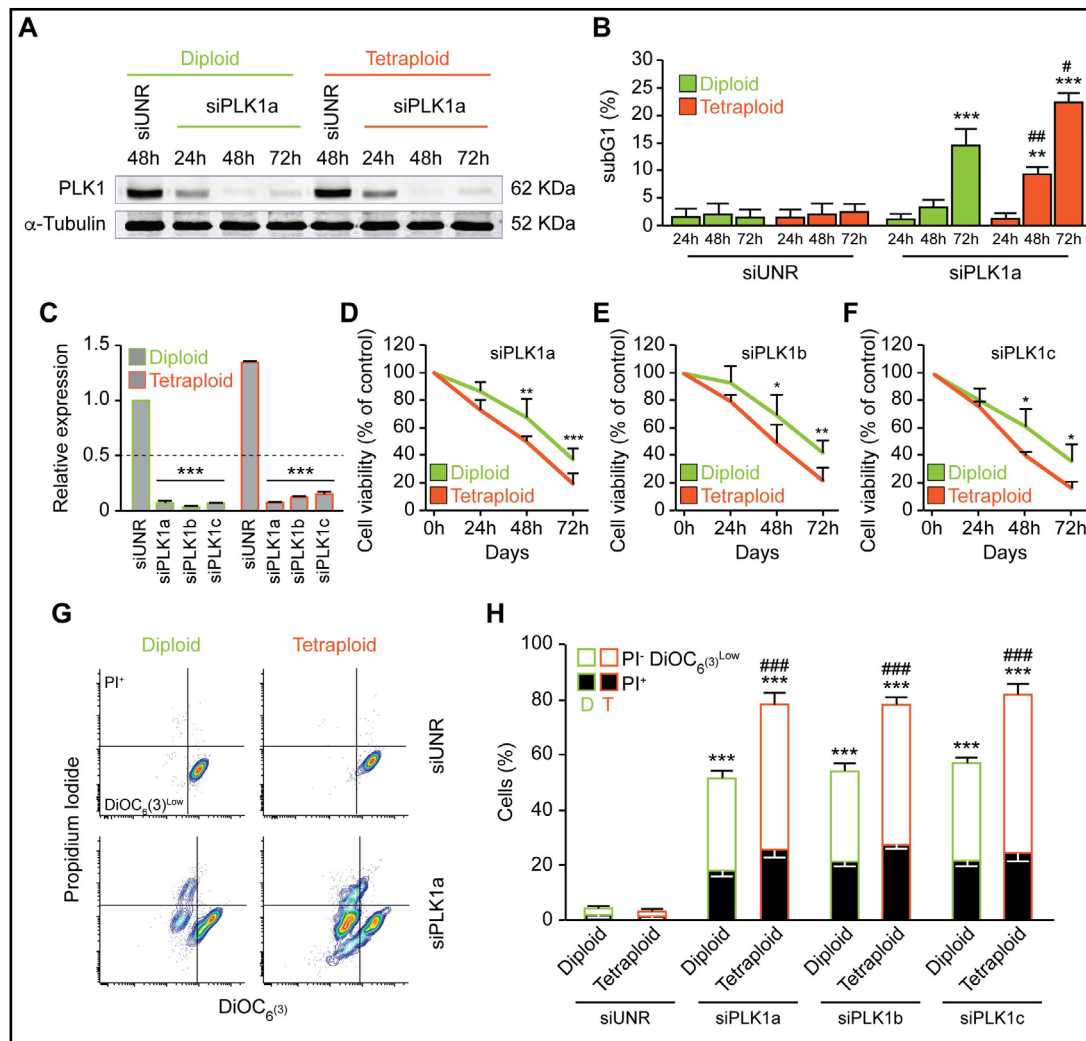 A
Diploid Tetraploid
siUNR siPLK1a siUNR siPLK1a
48h 24h 48h 72h 48h 24h 48h 72h
PLK1 62 KDa
α-Tubulin 52 KDa
B
subG1 (%)
30
25
20
15
10
5
0
Diploid
Tetraploid
***
##
**
#
***
24h 48h 72h 24h 48h 72h 24h 48h 72h 24h 48h 72h
siUNR siPLK1a
C
Relative expression
1.5
1.0
0.5
0
Diploid
Tetraploid
*** ***
siUNR siPLK1a siPLK1b siPLK1c siUNR siPLK1a siPLK1b siPLK1c
D
siPLK1a
Cell viability (% of control)
120
100
80
60
40
20
0
**
***
Diploid
Tetraploid
0h 24h 48h 72h
Days
E
siPLK1b
Cell viability (% of control)
120
100
80
60
40
20
0
*
**
Diploid
Tetraploid
0h 24h 48h 72h
Days
F
siPLK1c
Cell viability (% of control)
120
100
80
60
40
20
0
*
*
Diploid
Tetraploid
0h 24h 48h 72h
Days
G
Diploid Tetraploid
PI⁺
DiOC₆(3)ᴸᵒʷ
siUNR
siPLK1a
Propidium Iodide
DiOC₆₍₃₎
H
Cells (%)
100
80
60
40
20
0
PI⁻ DiOC₆₍₃₎ᴸᵒʷ
PI⁺
D T
***
###
***
***
###
***
***
###
***
Diploid Tetraploid Diploid Tetraploid Diploid Tetraploid Diploid Tetraploid
siUNR siPLK1a siPLK1b siPLK1c